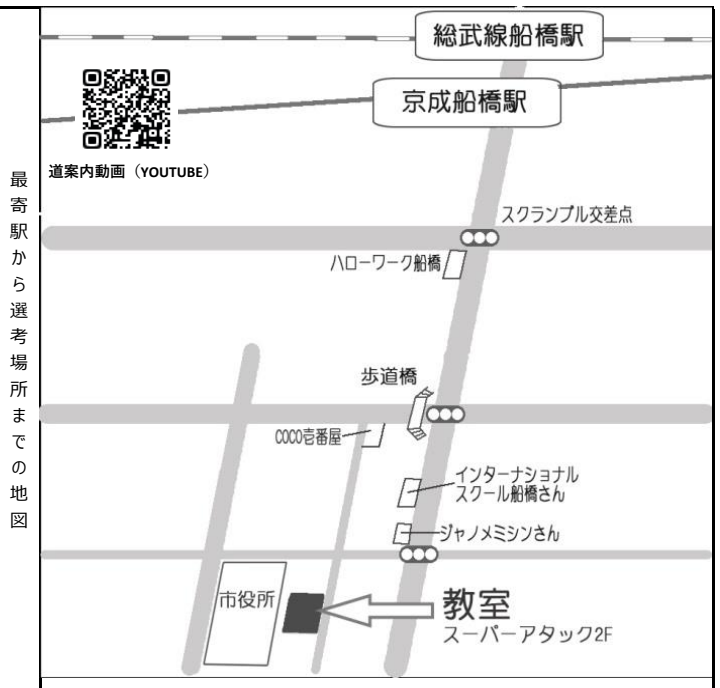 最寄駅から選考場所までの地図
総武線船橋駅
京成船橋駅
道案内動画（YOUTUBE）
スクランブル交差点
ハローワーク船橋
歩道橋
COCO壱番屋
インターナショナル
スクール船橋さん
ジャノメミシンさん
市役所
教室
スーパーアタック2F